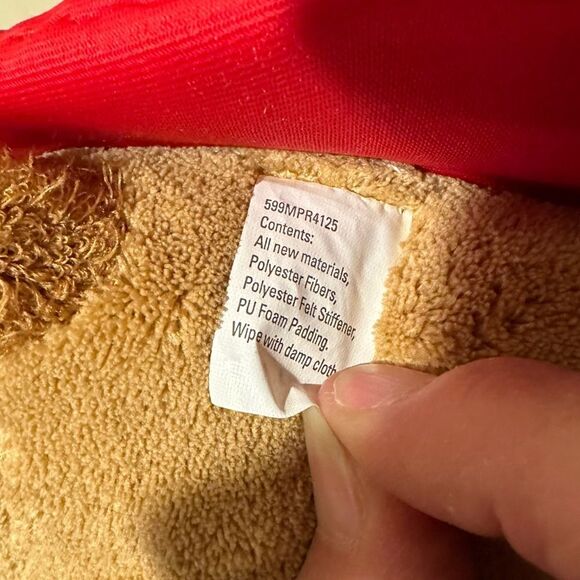 599MPR4125
Contents:
All new materials,
Polyester Fibers,
Polyester Felt Stiffener,
PU Foam Padding.
Wipe with damp cloth